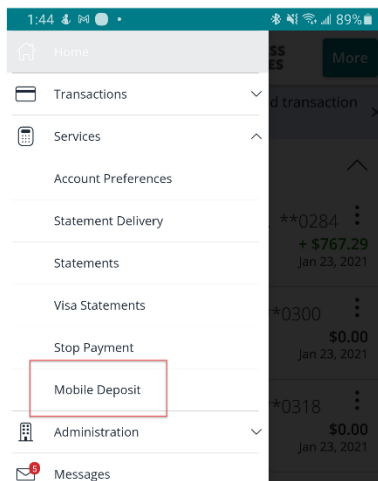 1:44
89%
Home
SS
ES
More
Transactions
d transaction
Services
Account Preferences
Statement Delivery
**0284
+ $767.29
Jan 23, 2021
Statements
Visa Statements
**0300
$0.00
Jan 23, 2021
Stop Payment
Mobile Deposit
**0318
$0.00
Jan 23, 2021
Administration
5
Messages